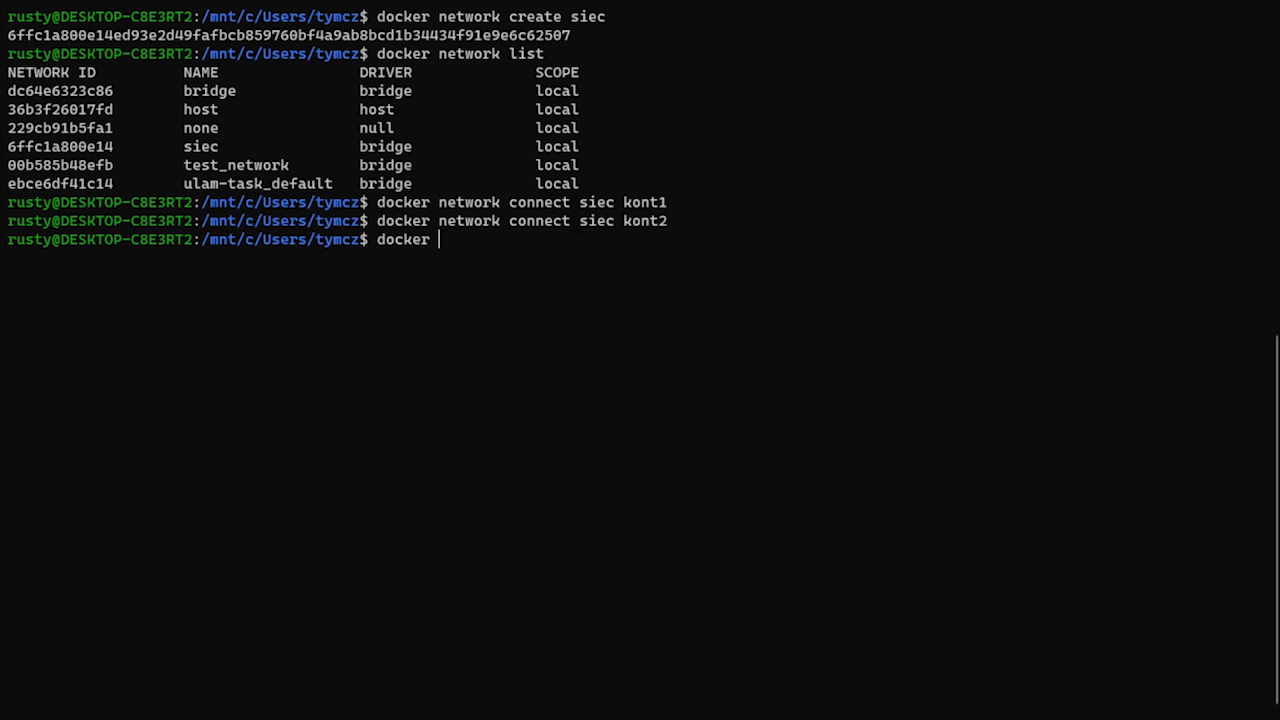 rusty@DESKTOP-C8E3RT2:/mnt/c/Users/tymcz$ docker network create siec
6ffc1a800e14ed93e2d49fafbcb859760bf4a9ab8bcd1b34434f91e9e6c62507
rusty@DESKTOP-C8E3RT2:/mnt/c/Users/tymcz$ docker network list
NETWORK ID NAME DRIVER SCOPE
dc64e6323c86 bridge bridge local
36b3f26017fd host host local
229cb91b5fa1 none null local
6ffc1a800e14 siec bridge local
00b585b48efb test_network bridge local
ebce6df41c14 ulam-task_default bridge local
rusty@DESKTOP-C8E3RT2:/mnt/c/Users/tymcz$ docker network connect siec kont1
rusty@DESKTOP-C8E3RT2:/mnt/c/Users/tymcz$ docker network connect siec kont2
rusty@DESKTOP-C8E3RT2:/mnt/c/Users/tymcz$ docker